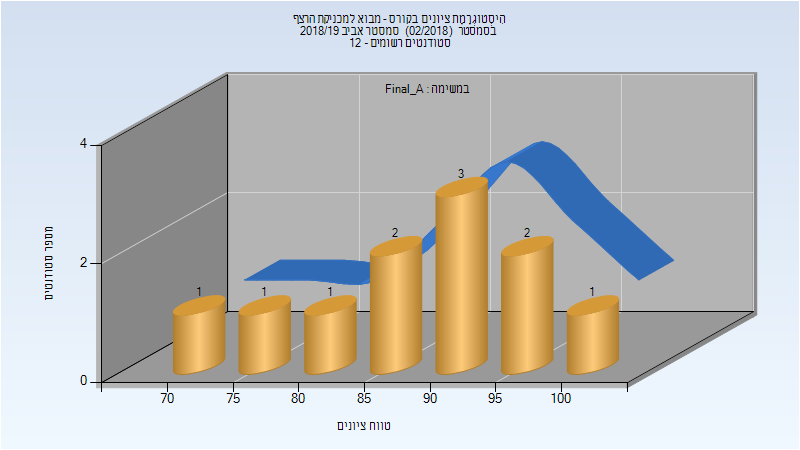 היסטוגרמת ציונים בקורס - מבוא למכניקת הרצף
בסמסטר (02/2018) סמסטר אביב 2018/19
סטודנטים רשומים - 12
במשימה : Final_A
4
2
0
מספר סטודנטים
1
1
1
2
3
2
1
70
75
80
85
90
95
100
טווח ציונים